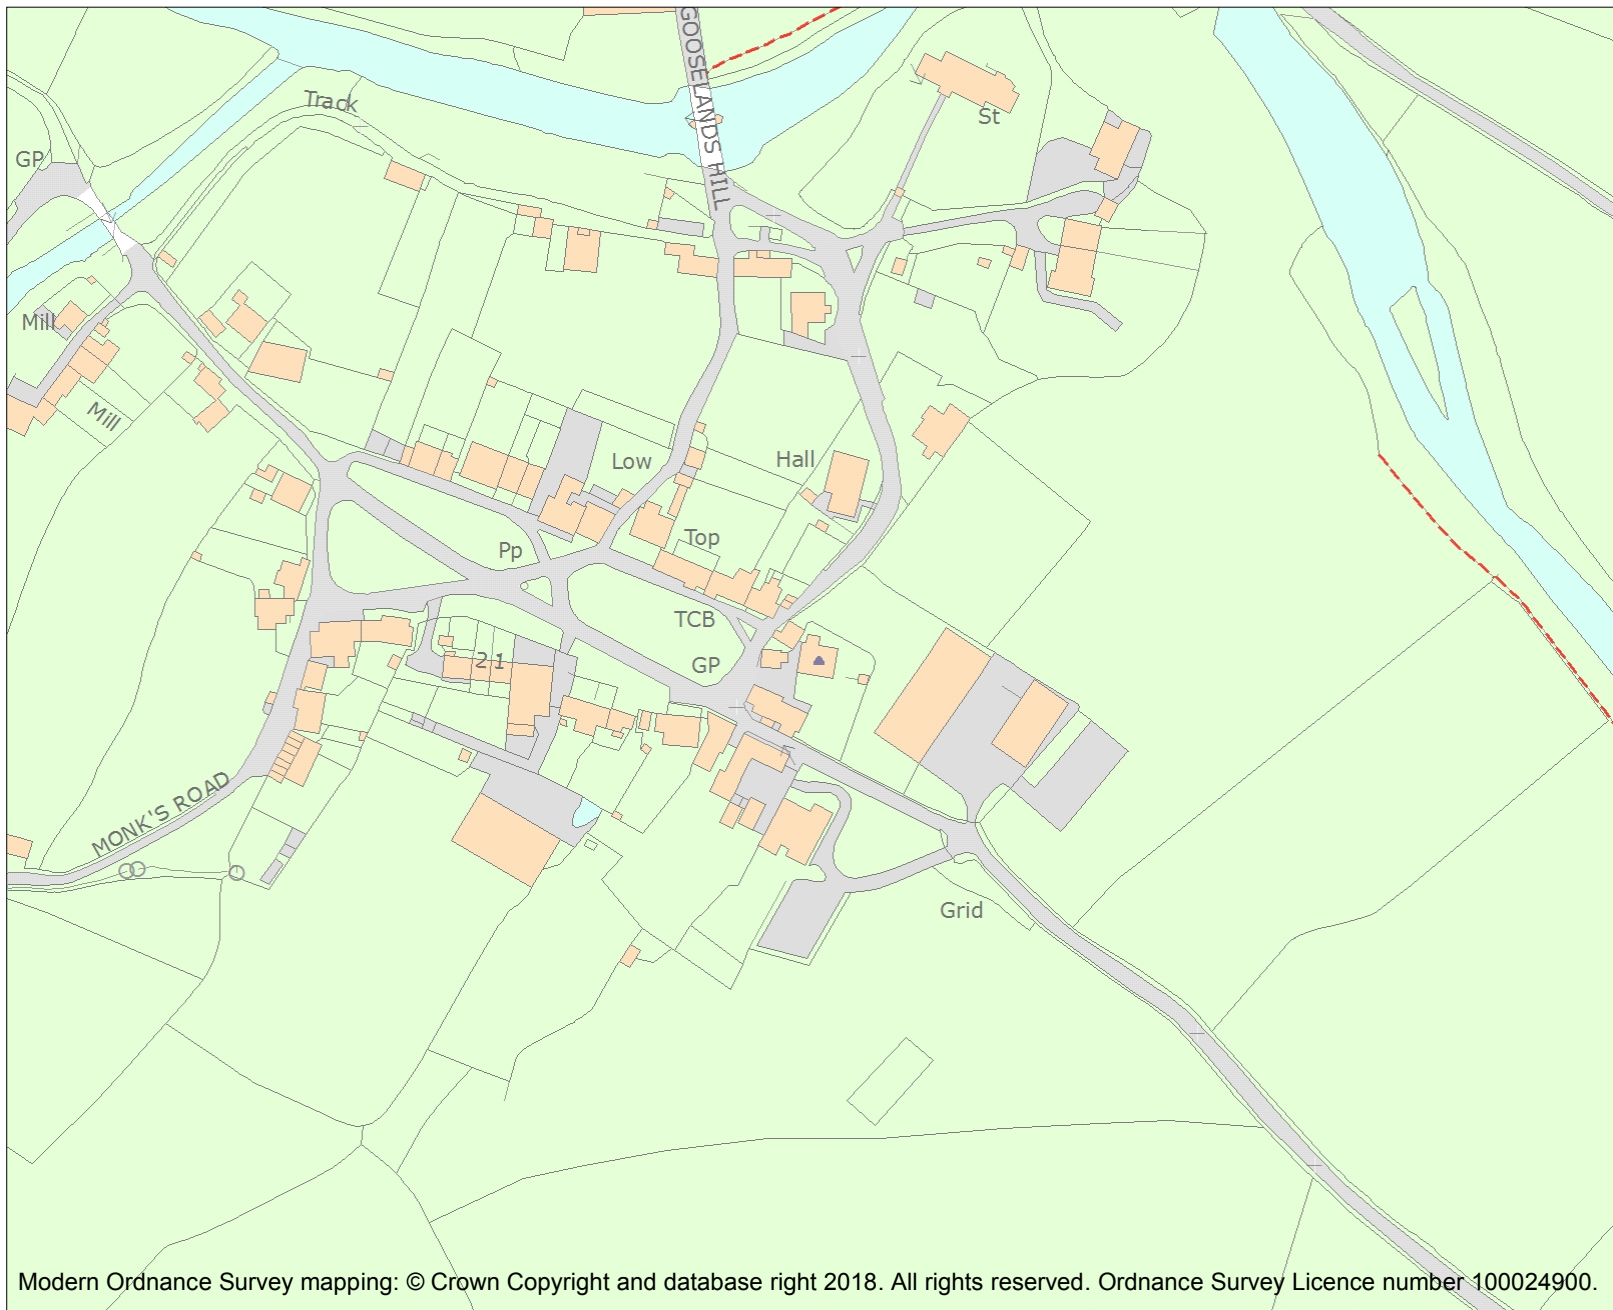 GOOSELANDS HILL
Track
St
GP
Mill
Mill
Low
Hall
Pp
Top
TCB
2 1
GP
MONK'S ROAD
Grid
Modern Ordnance Survey mapping: © Crown Copyright and database right 2018. All rights reserved. Ordnance Survey Licence number 100024900.